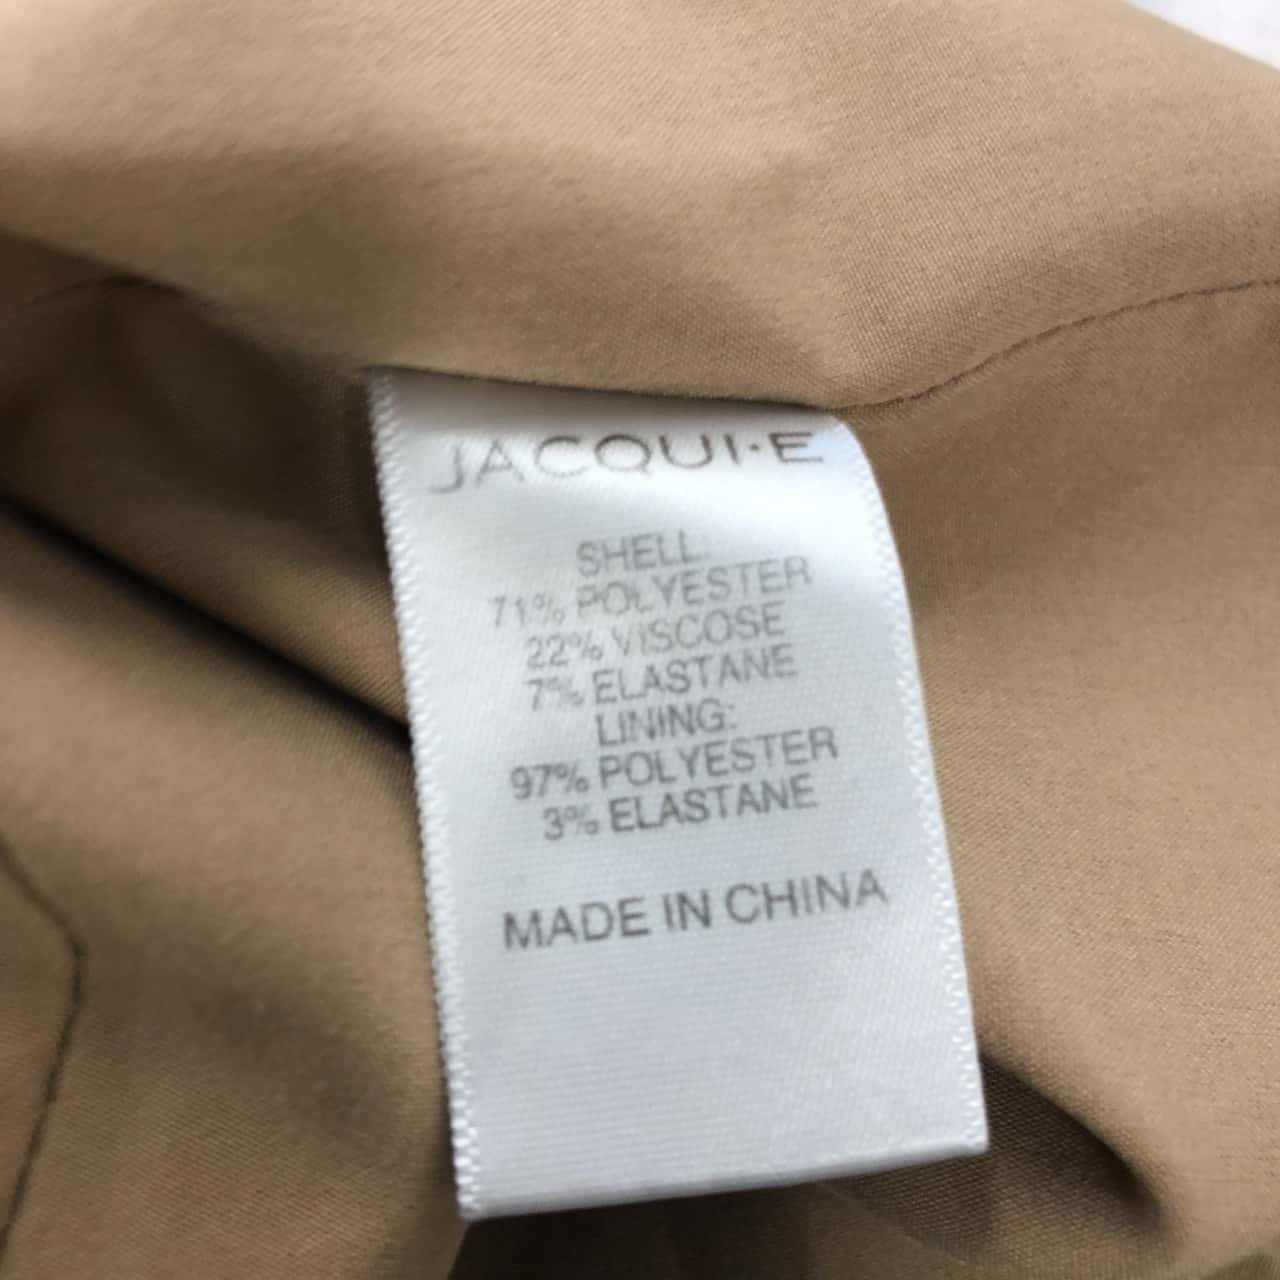 JACQUI·E
SHELL:
71% POLYESTER
22% VISCOSE
7% ELASTANE
LINING:
97% POLYESTER
3% ELASTANE
MADE IN CHINA